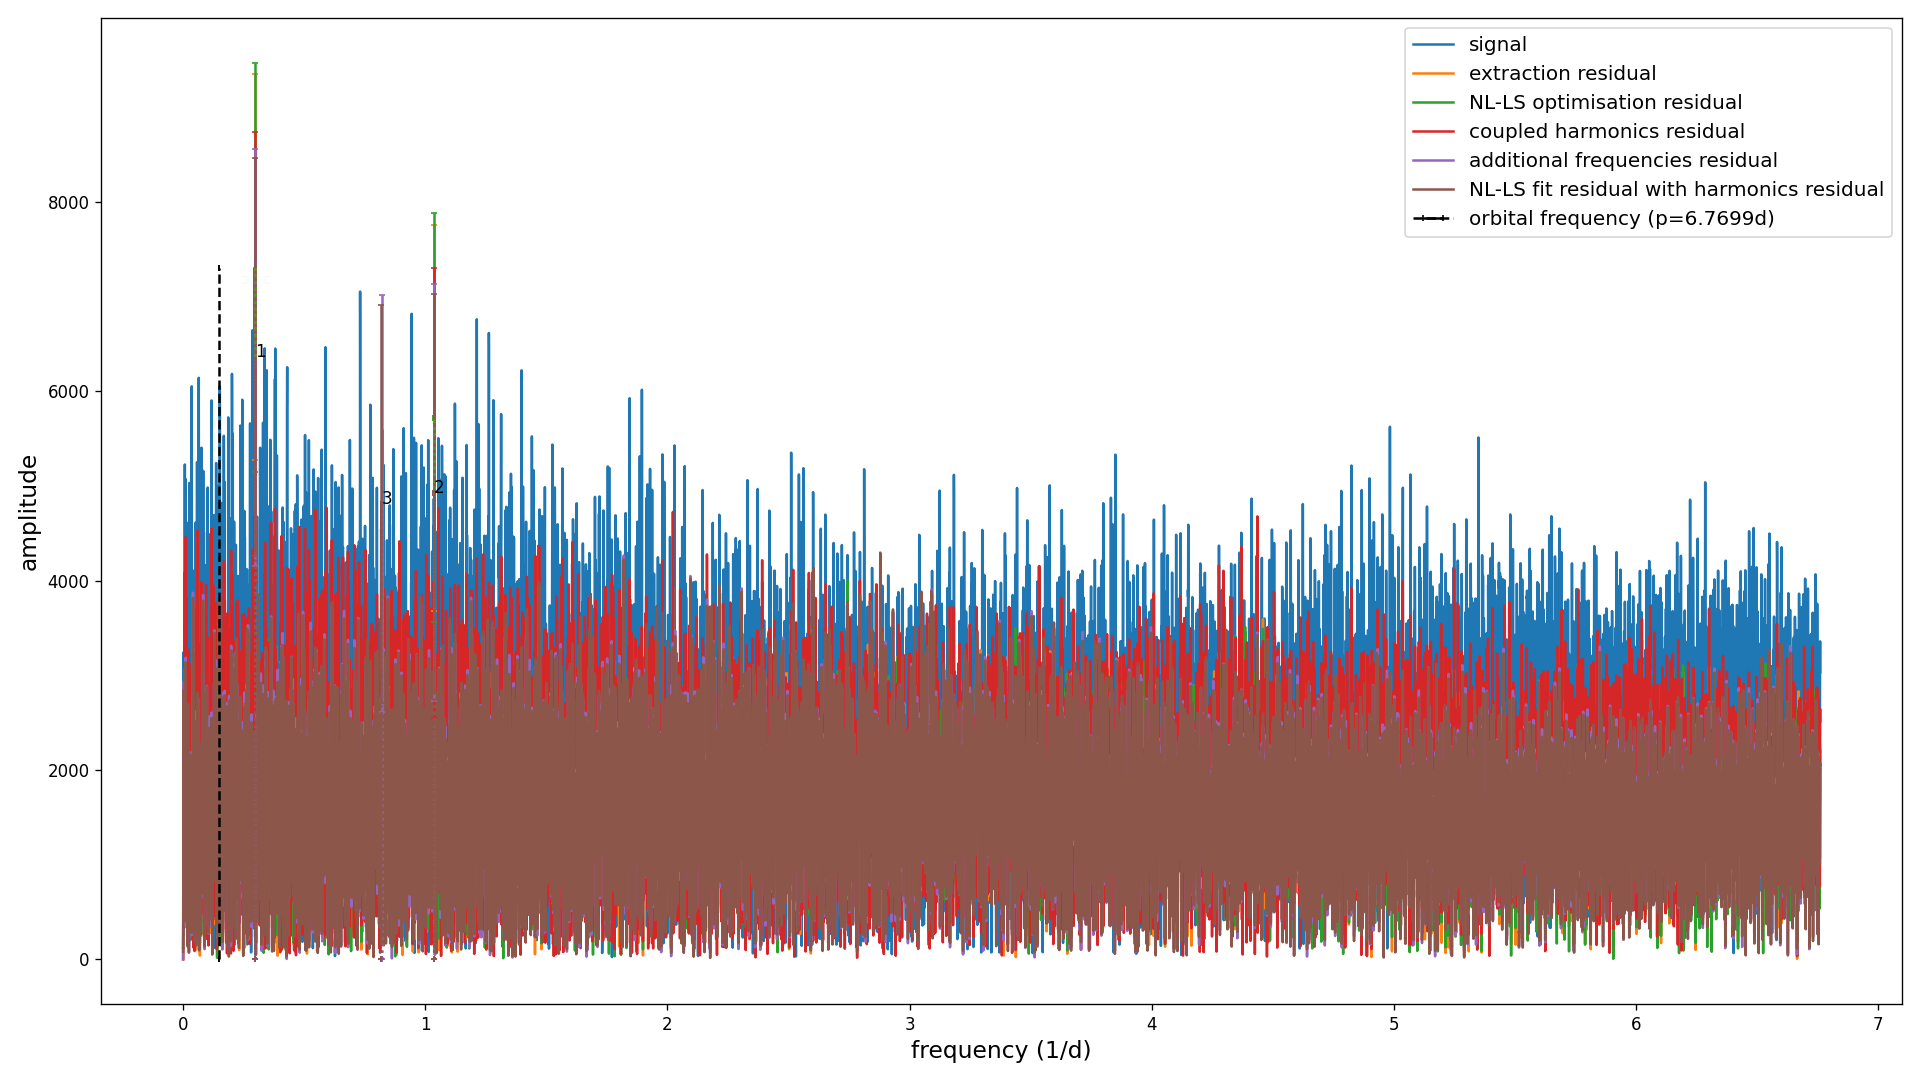 signal
extraction residual
NL-LS optimisation residual
coupled harmonics residual
additional frequencies residual
NL-LS fit residual with harmonics residual
orbital frequency (p=6.7699d)
amplitude
8000
6000
4000
2000
0
1
3
2
0
1
2
3
4
5
6
7
frequency (1/d)